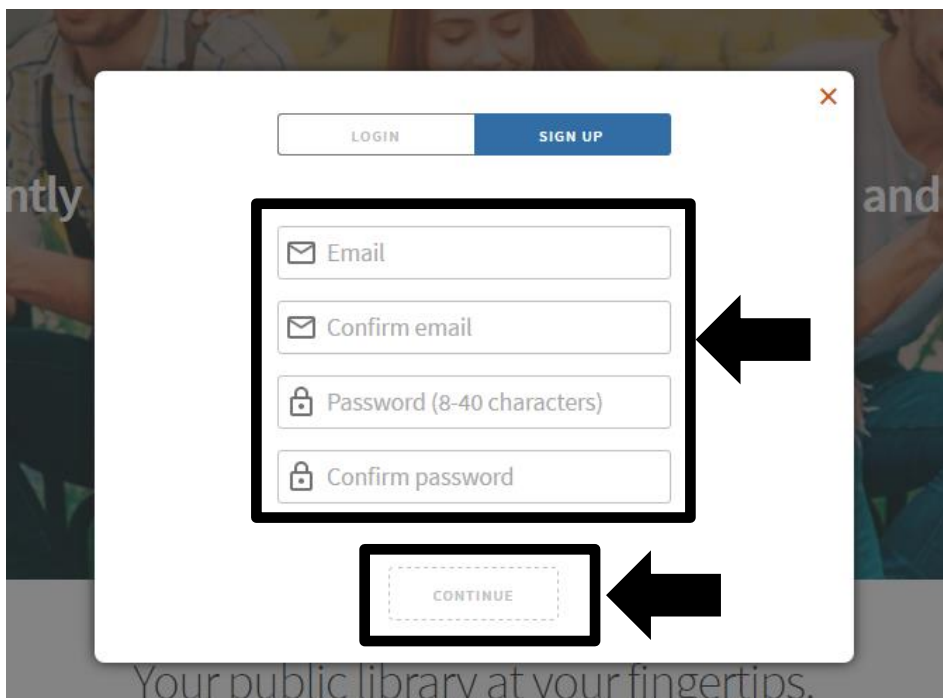 LOGIN
SIGN UP
ntly
and
Email
Confirm email
Password (8-40 characters)
Confirm password
CONTINUE
Your public library at your fingertips.